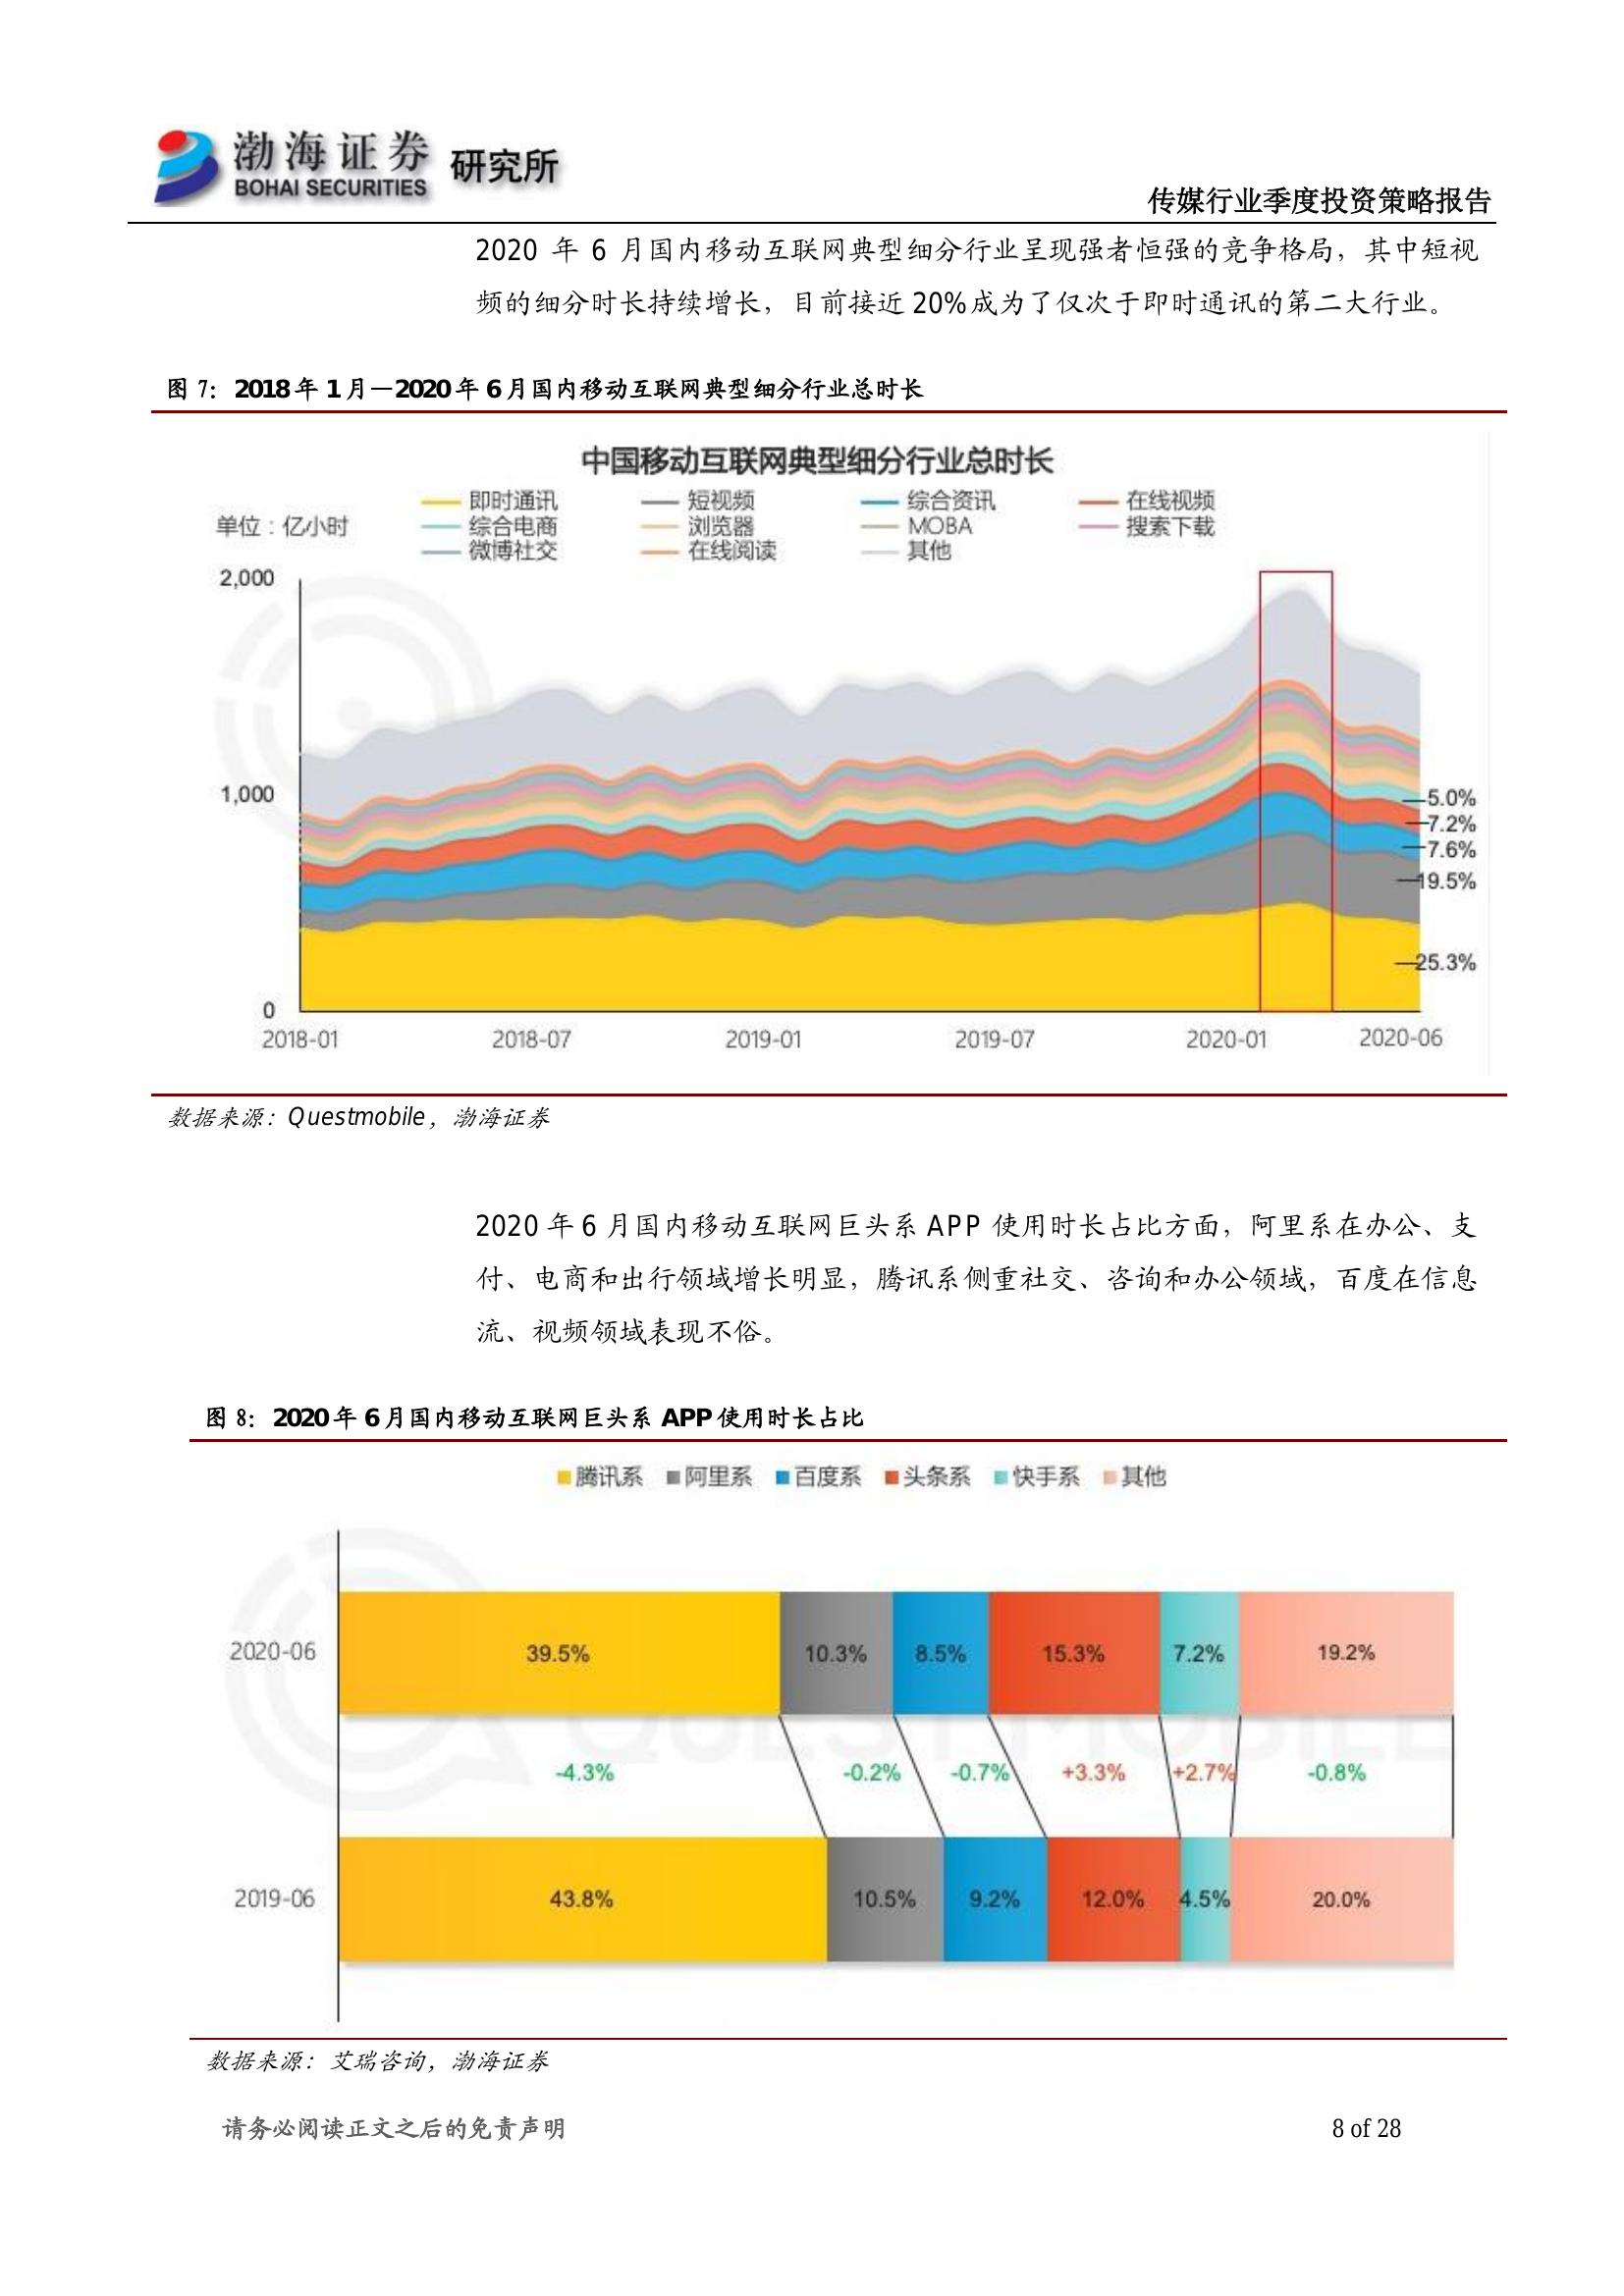 渤海证券 研究所
BOHAI SECURITIES
传媒行业季度投资策略报告
2020 年 6 月国内移动互联网典型细分行业呈现强者恒强的竞争格局，其中短视
频的细分时长持续增长，目前接近 20%成为了仅次于即时通讯的第二大行业。
图 7：2018 年 1 月—2020 年 6 月国内移动互联网典型细分行业总时长
中国移动互联网典型细分行业总时长
单位：亿小时
即时通讯 短视频 综合资讯 在线视频
综合电商 浏览器 MOBA 搜索下载
微博社交 在线阅读 其他
2,000
1,000
0
5.0%
7.2%
7.6%
19.5%
25.3%
2018-01 2018-07 2019-01 2019-07 2020-01 2020-06
数据来源：Questmobile，渤海证券
2020 年 6 月国内移动互联网巨头系 APP 使用时长占比方面，阿里系在办公、支
付、电商和出行领域增长明显，腾讯系侧重社交、咨询和办公领域，百度在信息
流、视频领域表现不俗。
图 8：2020 年 6 月国内移动互联网巨头系 APP 使用时长占比
腾讯系 阿里系 百度系 头条系 快手系 其他
2020-06 39.5% 10.3% 8.5% 15.3% 7.2% 19.2%
QUESTMOBILE
-4.3% -0.2% -0.7% +3.3% +2.7% -0.8%
2019-06 43.8% 10.5% 9.2% 12.0% 4.5% 20.0%
数据来源：艾瑞咨询，渤海证券
请务必阅读正文之后的免责声明 8 of 28